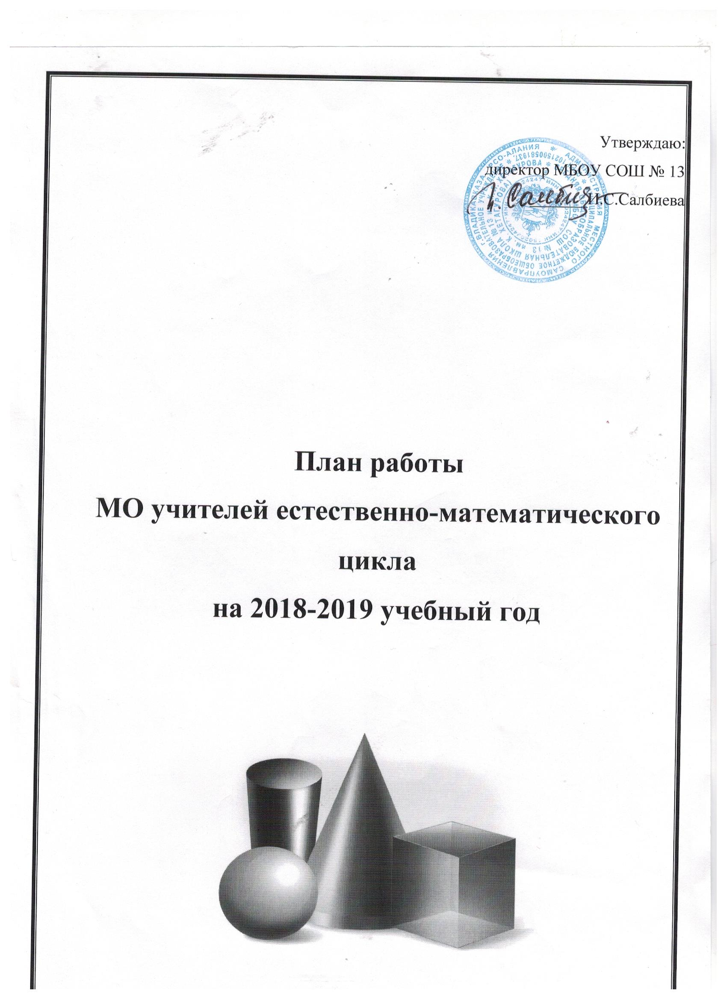 Утверждаю:
директор МБОУ СОШ № 13
И.С.Салбиева
План работы
МО учителей естественно-математического
цикла
на 2018-2019 учебный год